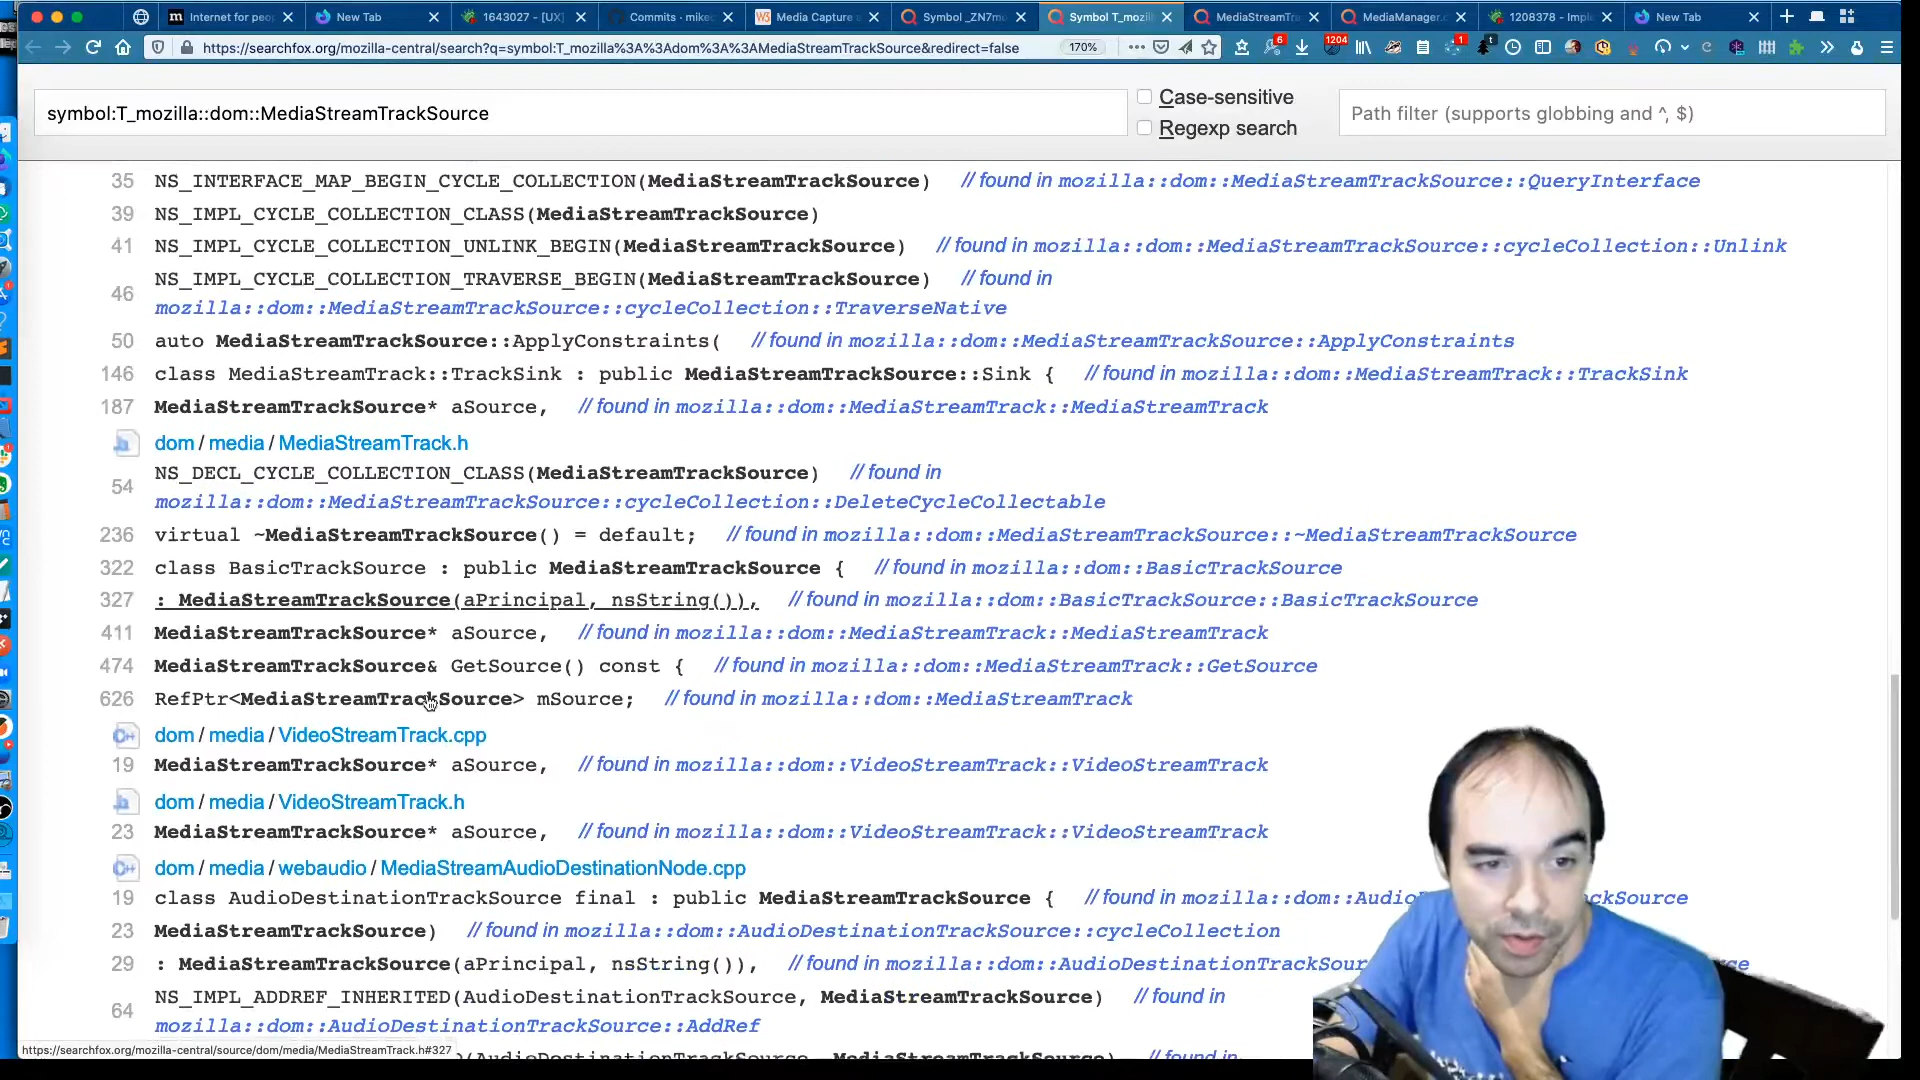 Internet for peo
New Tab
1643027 - [UX]
Commits · mike
Media Capture a
Symbol _ZN7m
Symbol T_mozil
MediaStreamTr
MediaManager.
1208378 - Imple
New Tab
https://searchfox.org/mozilla-central/search?q=symbol:T_mozilla%3A%3Adom%3A%3AMediaStreamTrackSource&redirect=false
170%
6
1204
1
symbol:T_mozilla::dom::MediaStreamTrackSource
Case-sensitive
Regexp search
Path filter (supports globbing and ^, $)
35 NS_INTERFACE_MAP_BEGIN_CYCLE_COLLECTION(MediaStreamTrackSource) // found in mozilla::dom::MediaStreamTrackSource::QueryInterface
39 NS_IMPL_CYCLE_COLLECTION_CLASS(MediaStreamTrackSource)
41 NS_IMPL_CYCLE_COLLECTION_UNLINK_BEGIN(MediaStreamTrackSource) // found in mozilla::dom::MediaStreamTrackSource::cycleCollection::Unlink
46 NS_IMPL_CYCLE_COLLECTION_TRAVERSE_BEGIN(MediaStreamTrackSource) // found in
mozilla::dom::MediaStreamTrackSource::cycleCollection::TraverseNative
50 auto MediaStreamTrackSource::ApplyConstraints( // found in mozilla::dom::MediaStreamTrackSource::ApplyConstraints
146 class MediaStreamTrack::TrackSink : public MediaStreamTrackSource::Sink { // found in mozilla::dom::MediaStreamTrack::TrackSink
187 MediaStreamTrackSource* aSource, // found in mozilla::dom::MediaStreamTrack::MediaStreamTrack
dom / media / MediaStreamTrack.h
54 NS_DECL_CYCLE_COLLECTION_CLASS(MediaStreamTrackSource) // found in
mozilla::dom::MediaStreamTrackSource::cycleCollection::DeleteCycleCollectable
236 virtual ~MediaStreamTrackSource() = default; // found in mozilla::dom::MediaStreamTrackSource::~MediaStreamTrackSource
322 class BasicTrackSource : public MediaStreamTrackSource { // found in mozilla::dom::BasicTrackSource
327 : MediaStreamTrackSource(aPrincipal, nsString()), // found in mozilla::dom::BasicTrackSource::BasicTrackSource
411 MediaStreamTrackSource* aSource, // found in mozilla::dom::MediaStreamTrack::MediaStreamTrack
474 MediaStreamTrackSource& GetSource() const { // found in mozilla::dom::MediaStreamTrack::GetSource
626 RefPtr<MediaStreamTrackSource> mSource; // found in mozilla::dom::MediaStreamTrack
dom / media / VideoStreamTrack.cpp
19 MediaStreamTrackSource* aSource, // found in mozilla::dom::VideoStreamTrack::VideoStreamTrack
dom / media / VideoStreamTrack.h
23 MediaStreamTrackSource* aSource, // found in mozilla::dom::VideoStreamTrack::VideoStreamTrack
dom / media / webaudio / MediaStreamAudioDestinationNode.cpp
19 class AudioDestinationTrackSource final : public MediaStreamTrackSource { // found in mozilla::dom::Audio ckSource
23 MediaStreamTrackSource) // found in mozilla::dom::AudioDestinationTrackSource::cycleCollection
29 : MediaStreamTrackSource(aPrincipal, nsString()), // found in mozilla::dom::AudioDestinationTrackSour ce
64 NS_IMPL_ADDREF_INHERITED(AudioDestinationTrackSource, MediaStreamTrackSource) // found in
mozilla::dom::AudioDestinationTrackSource::AddRef
https://searchfox.org/mozilla-central/source/dom/media/MediaStreamTrack.h#327